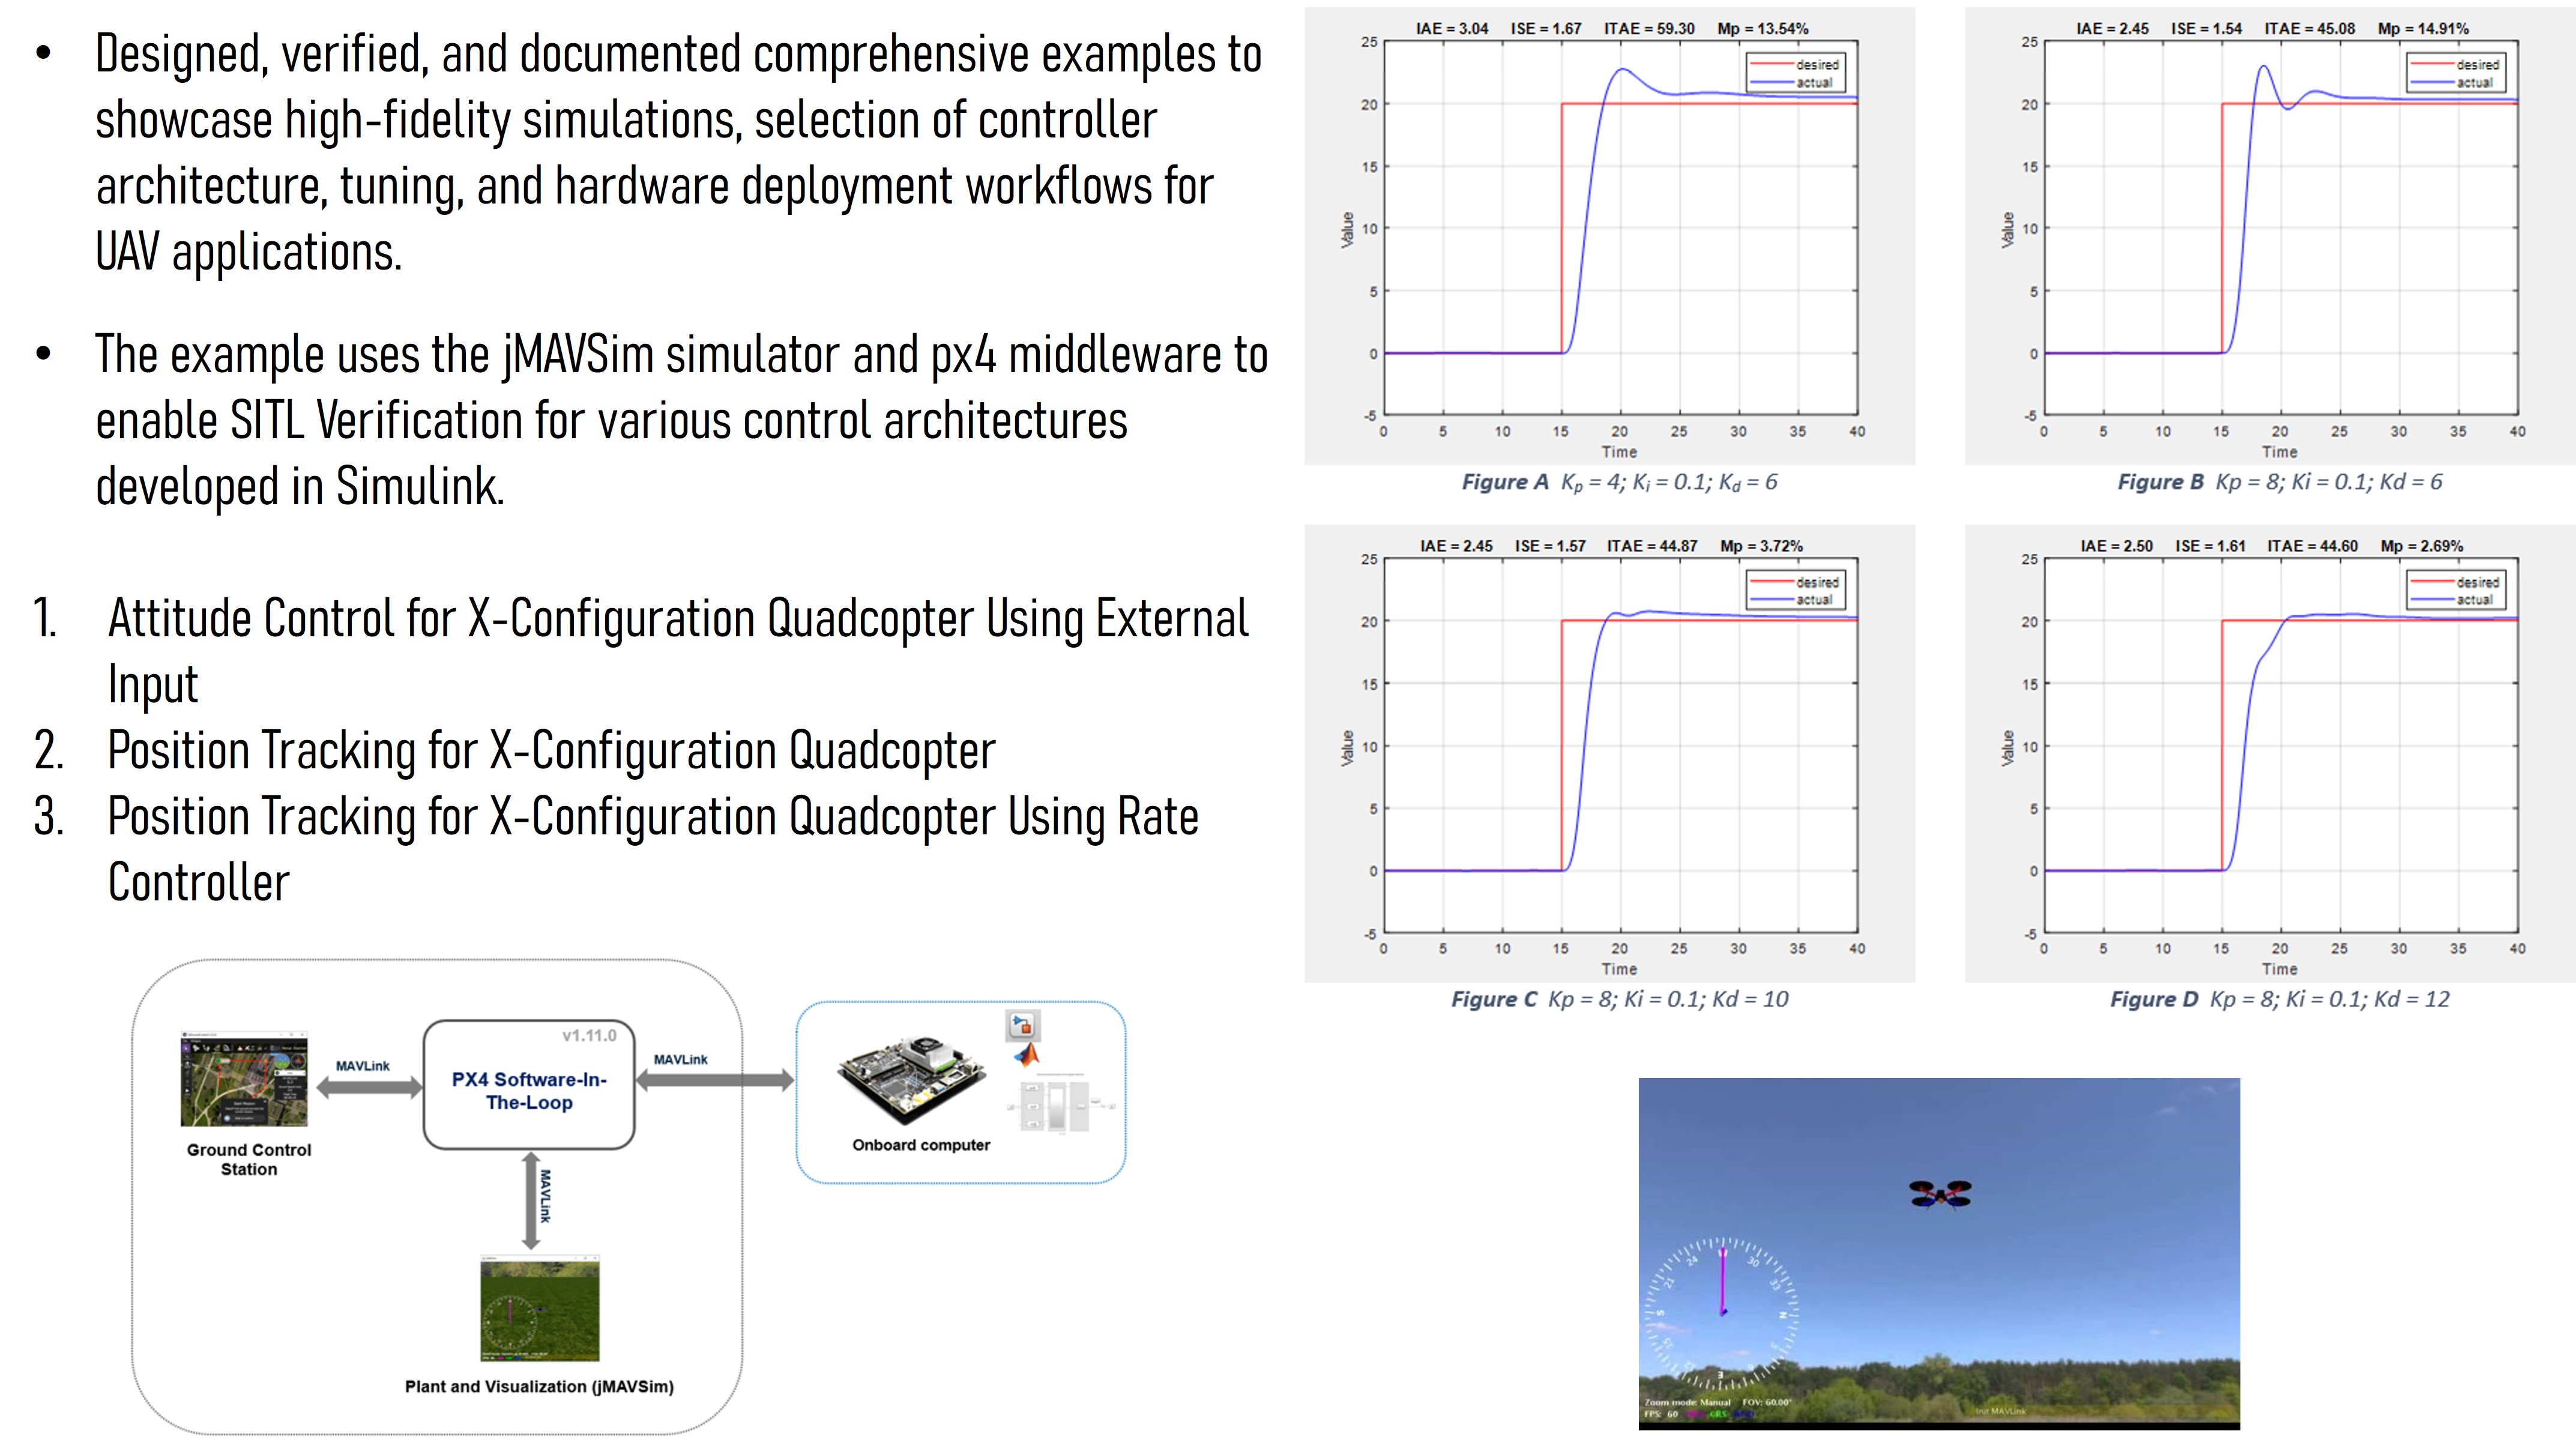 • Designed, verified, and documented comprehensive examples to
showcase high-fidelity simulations, selection of controller
architecture, tuning, and hardware deployment workflows for
UAV applications.
• The example uses the jMAVSim simulator and px4 middleware to
enable SITL Verification for various control architectures
developed in Simulink.
1. Attitude Control for X-Configuration Quadcopter Using External
Input
2. Position Tracking for X-Configuration Quadcopter
3. Position Tracking for X-Configuration Quadcopter Using Rate
Controller
v1.11.0
PX4 Software-In-
The-Loop
MAVLink
MAVLink
MAVLink
Ground Control
Station
Onboard computer
Plant and Visualization (jMAVSim)
IAE = 3.04 ISE = 1.67 ITAE = 59.30 Mp = 13.54%
desired
actual
25
20
15
10
5
0
-5
Value
0 5 10 15 20 25 30 35 40
Time
Figure A Kp = 4; Ki = 0.1; Kd = 6
IAE = 2.45 ISE = 1.54 ITAE = 45.08 Mp = 14.91%
desired
actual
25
20
15
10
5
0
-5
Value
0 5 10 15 20 25 30 35 40
Time
Figure B Kp = 8; Ki = 0.1; Kd = 6
IAE = 2.45 ISE = 1.57 ITAE = 44.87 Mp = 3.72%
desired
actual
25
20
15
10
5
0
-5
Value
0 5 10 15 20 25 30 35 40
Time
Figure C Kp = 8; Ki = 0.1; Kd = 10
IAE = 2.50 ISE = 1.61 ITAE = 44.60 Mp = 2.69%
desired
actual
25
20
15
10
5
0
-5
Value
0 5 10 15 20 25 30 35 40
Time
Figure D Kp = 8; Ki = 0.1; Kd = 12
24
30
21
33
S
N
15
E
Zoom mode: Manual FOV: 60.00°
FPS: 60 GPS
Init MAVLink